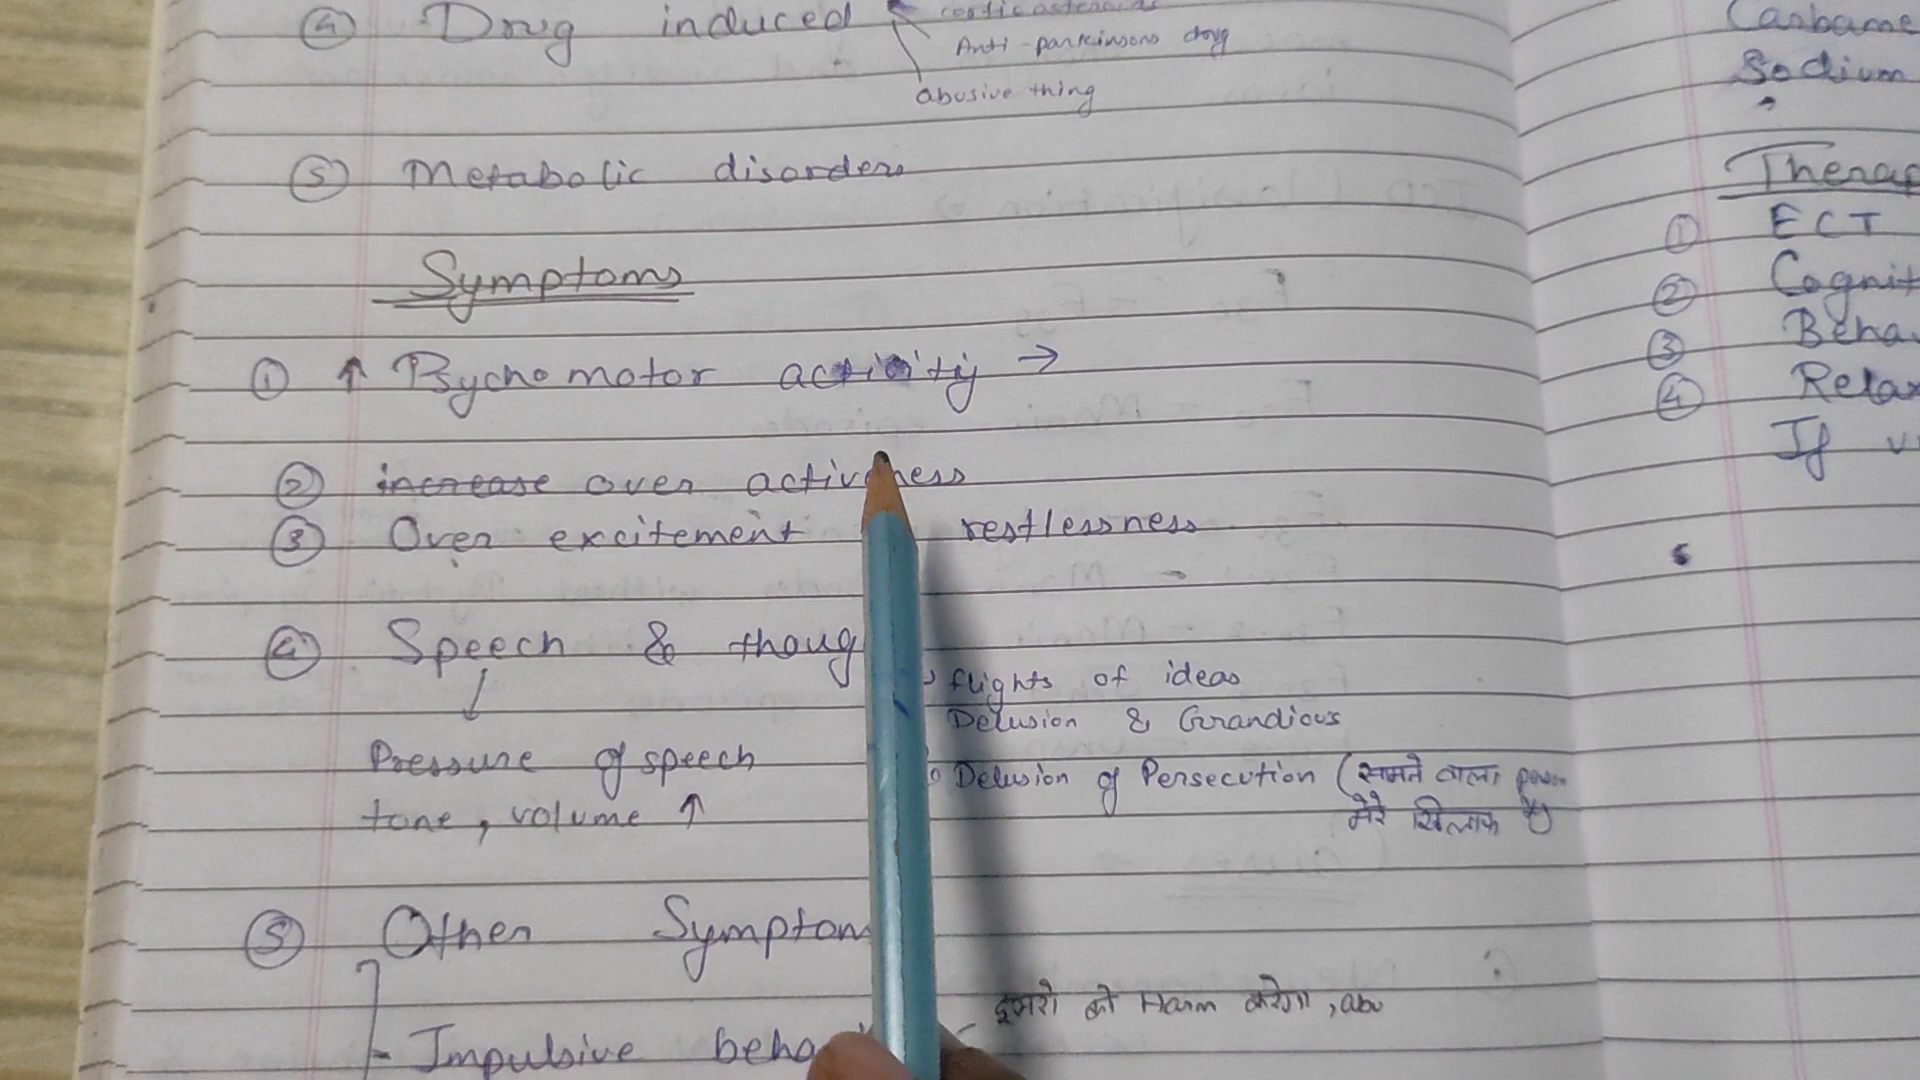 ④ Drug induced corticosteroids
Anti-parkinsons drug
abusive thing
⑤ Metabolic disorders
Symptoms
① ↑ Psychomotor activity →
② increase over activeness
③ Over excitement restlessness
④ Speech & thoug
flights of ideas
Delusion & Grandious
Pressure of speech
Delusion of Persecution (सामने वाला person
tone, volume ↑
मेरे खिलाफ है)
⑤ Other Symptom
दूसरो को Harm करेगा, abu
- Impulsive beha
Carbame
Sodium
Therap
① ECT
② Cognit
③ Beha
④ Relax
If